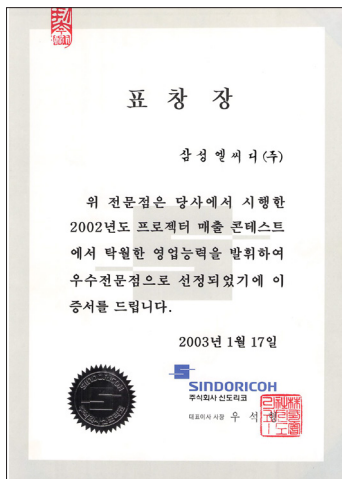 표 창 장
삼성엘씨디(주)
위 전문점은 당사에서 시행한
2002년도 프로젝터 매출 콘테스트
에서 탁월한 영업능력을 발휘하여
우수전문점으로 선정되었기에 이
증서를 드립니다.
2003년 1월 17일
SINDORICOH
주식회사 신도리코
대표이사 사장 우 석